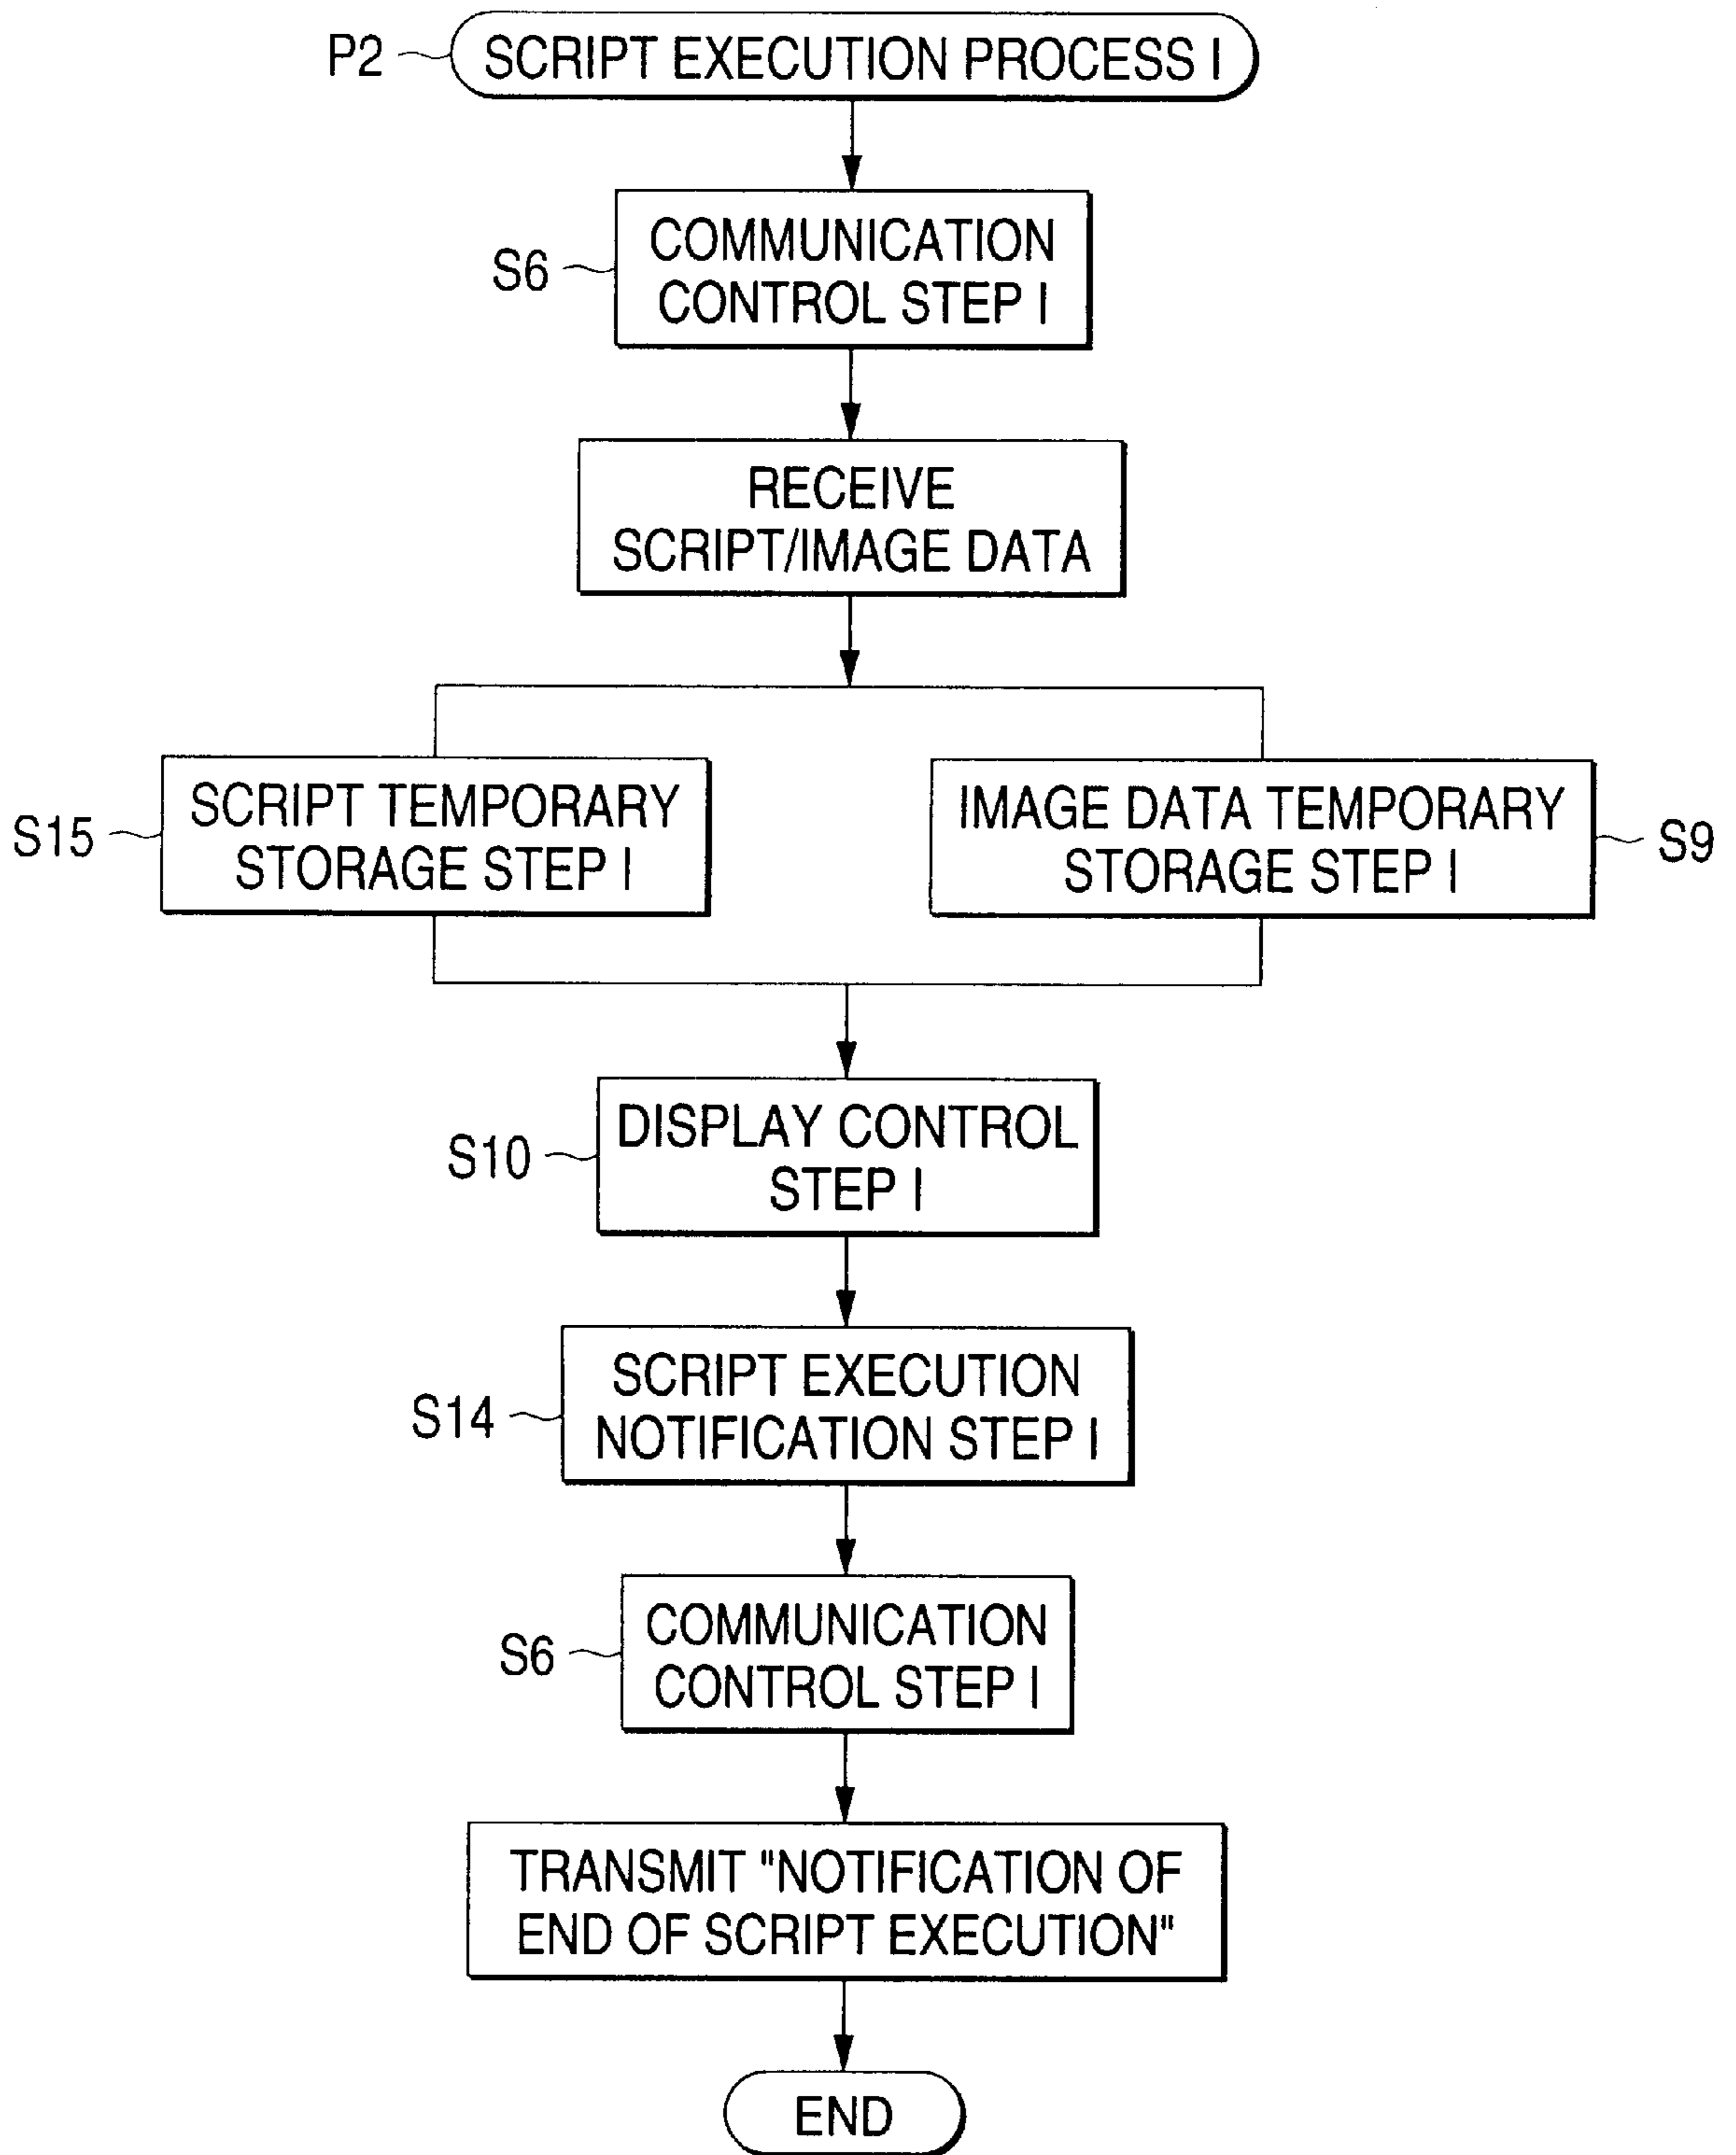 P2
SCRIPT EXECUTION PROCESS I
S6
COMMUNICATION
CONTROL STEP I
RECEIVE
SCRIPT/IMAGE DATA
S15
SCRIPT TEMPORARY
STORAGE STEP I
IMAGE DATA TEMPORARY
STORAGE STEP I
S9
S10
DISPLAY CONTROL
STEP I
S14
SCRIPT EXECUTION
NOTIFICATION STEP I
S6
COMMUNICATION
CONTROL STEP I
TRANSMIT "NOTIFICATION OF
END OF SCRIPT EXECUTION"
END